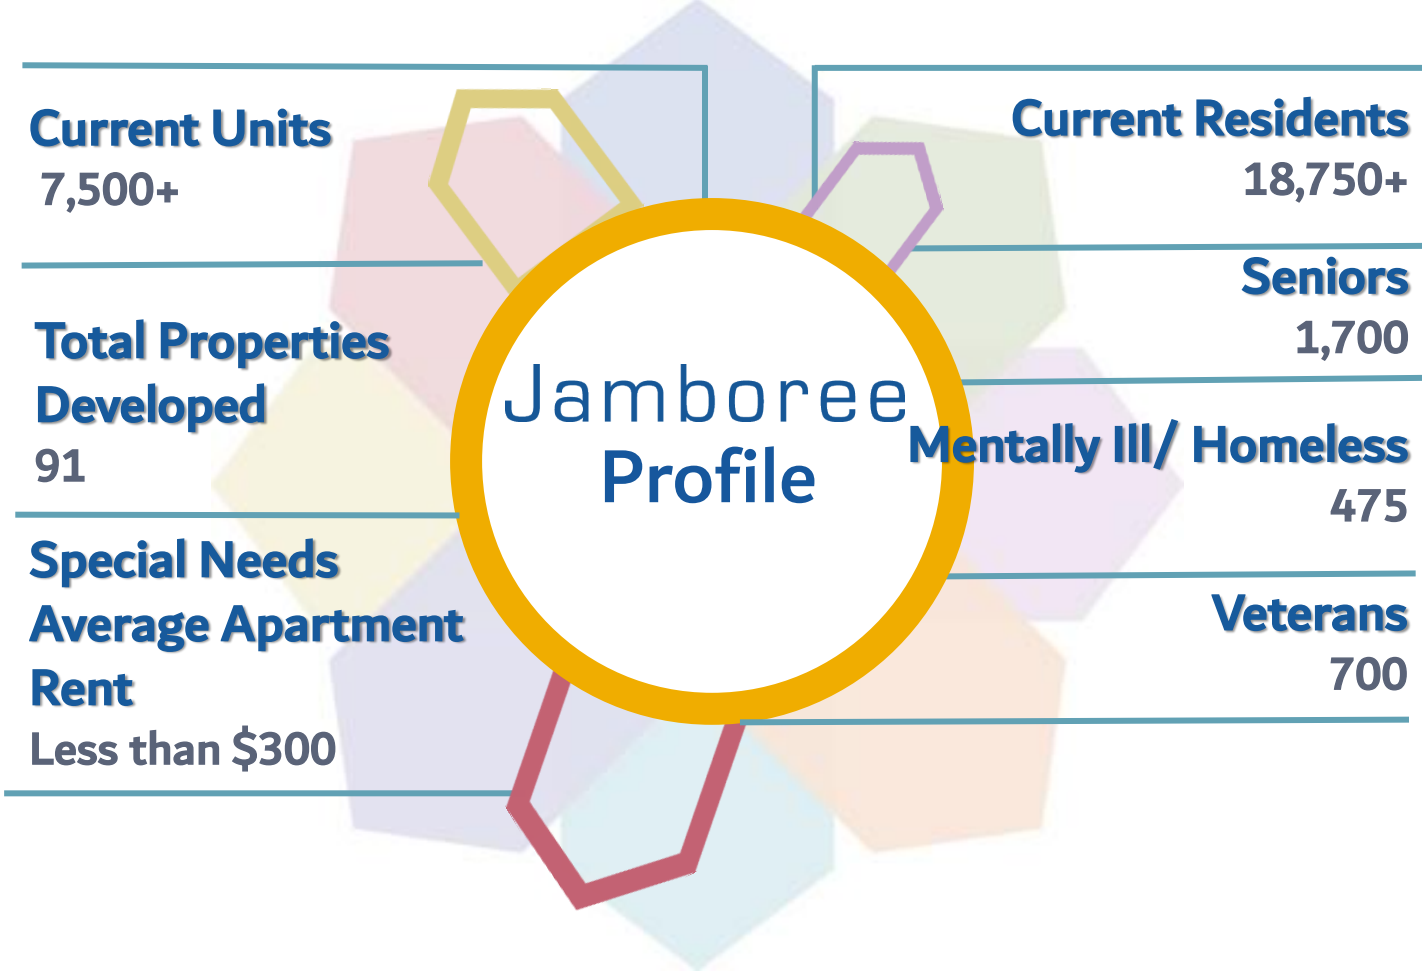 Current Units
7,500+
Total Properties
Developed
91
Special Needs
Average Apartment
Rent
Less than $300
Jamboree
Profile
Current Residents
18,750+
Seniors
1,700
Mentally Ill/ Homeless
475
Veterans
700